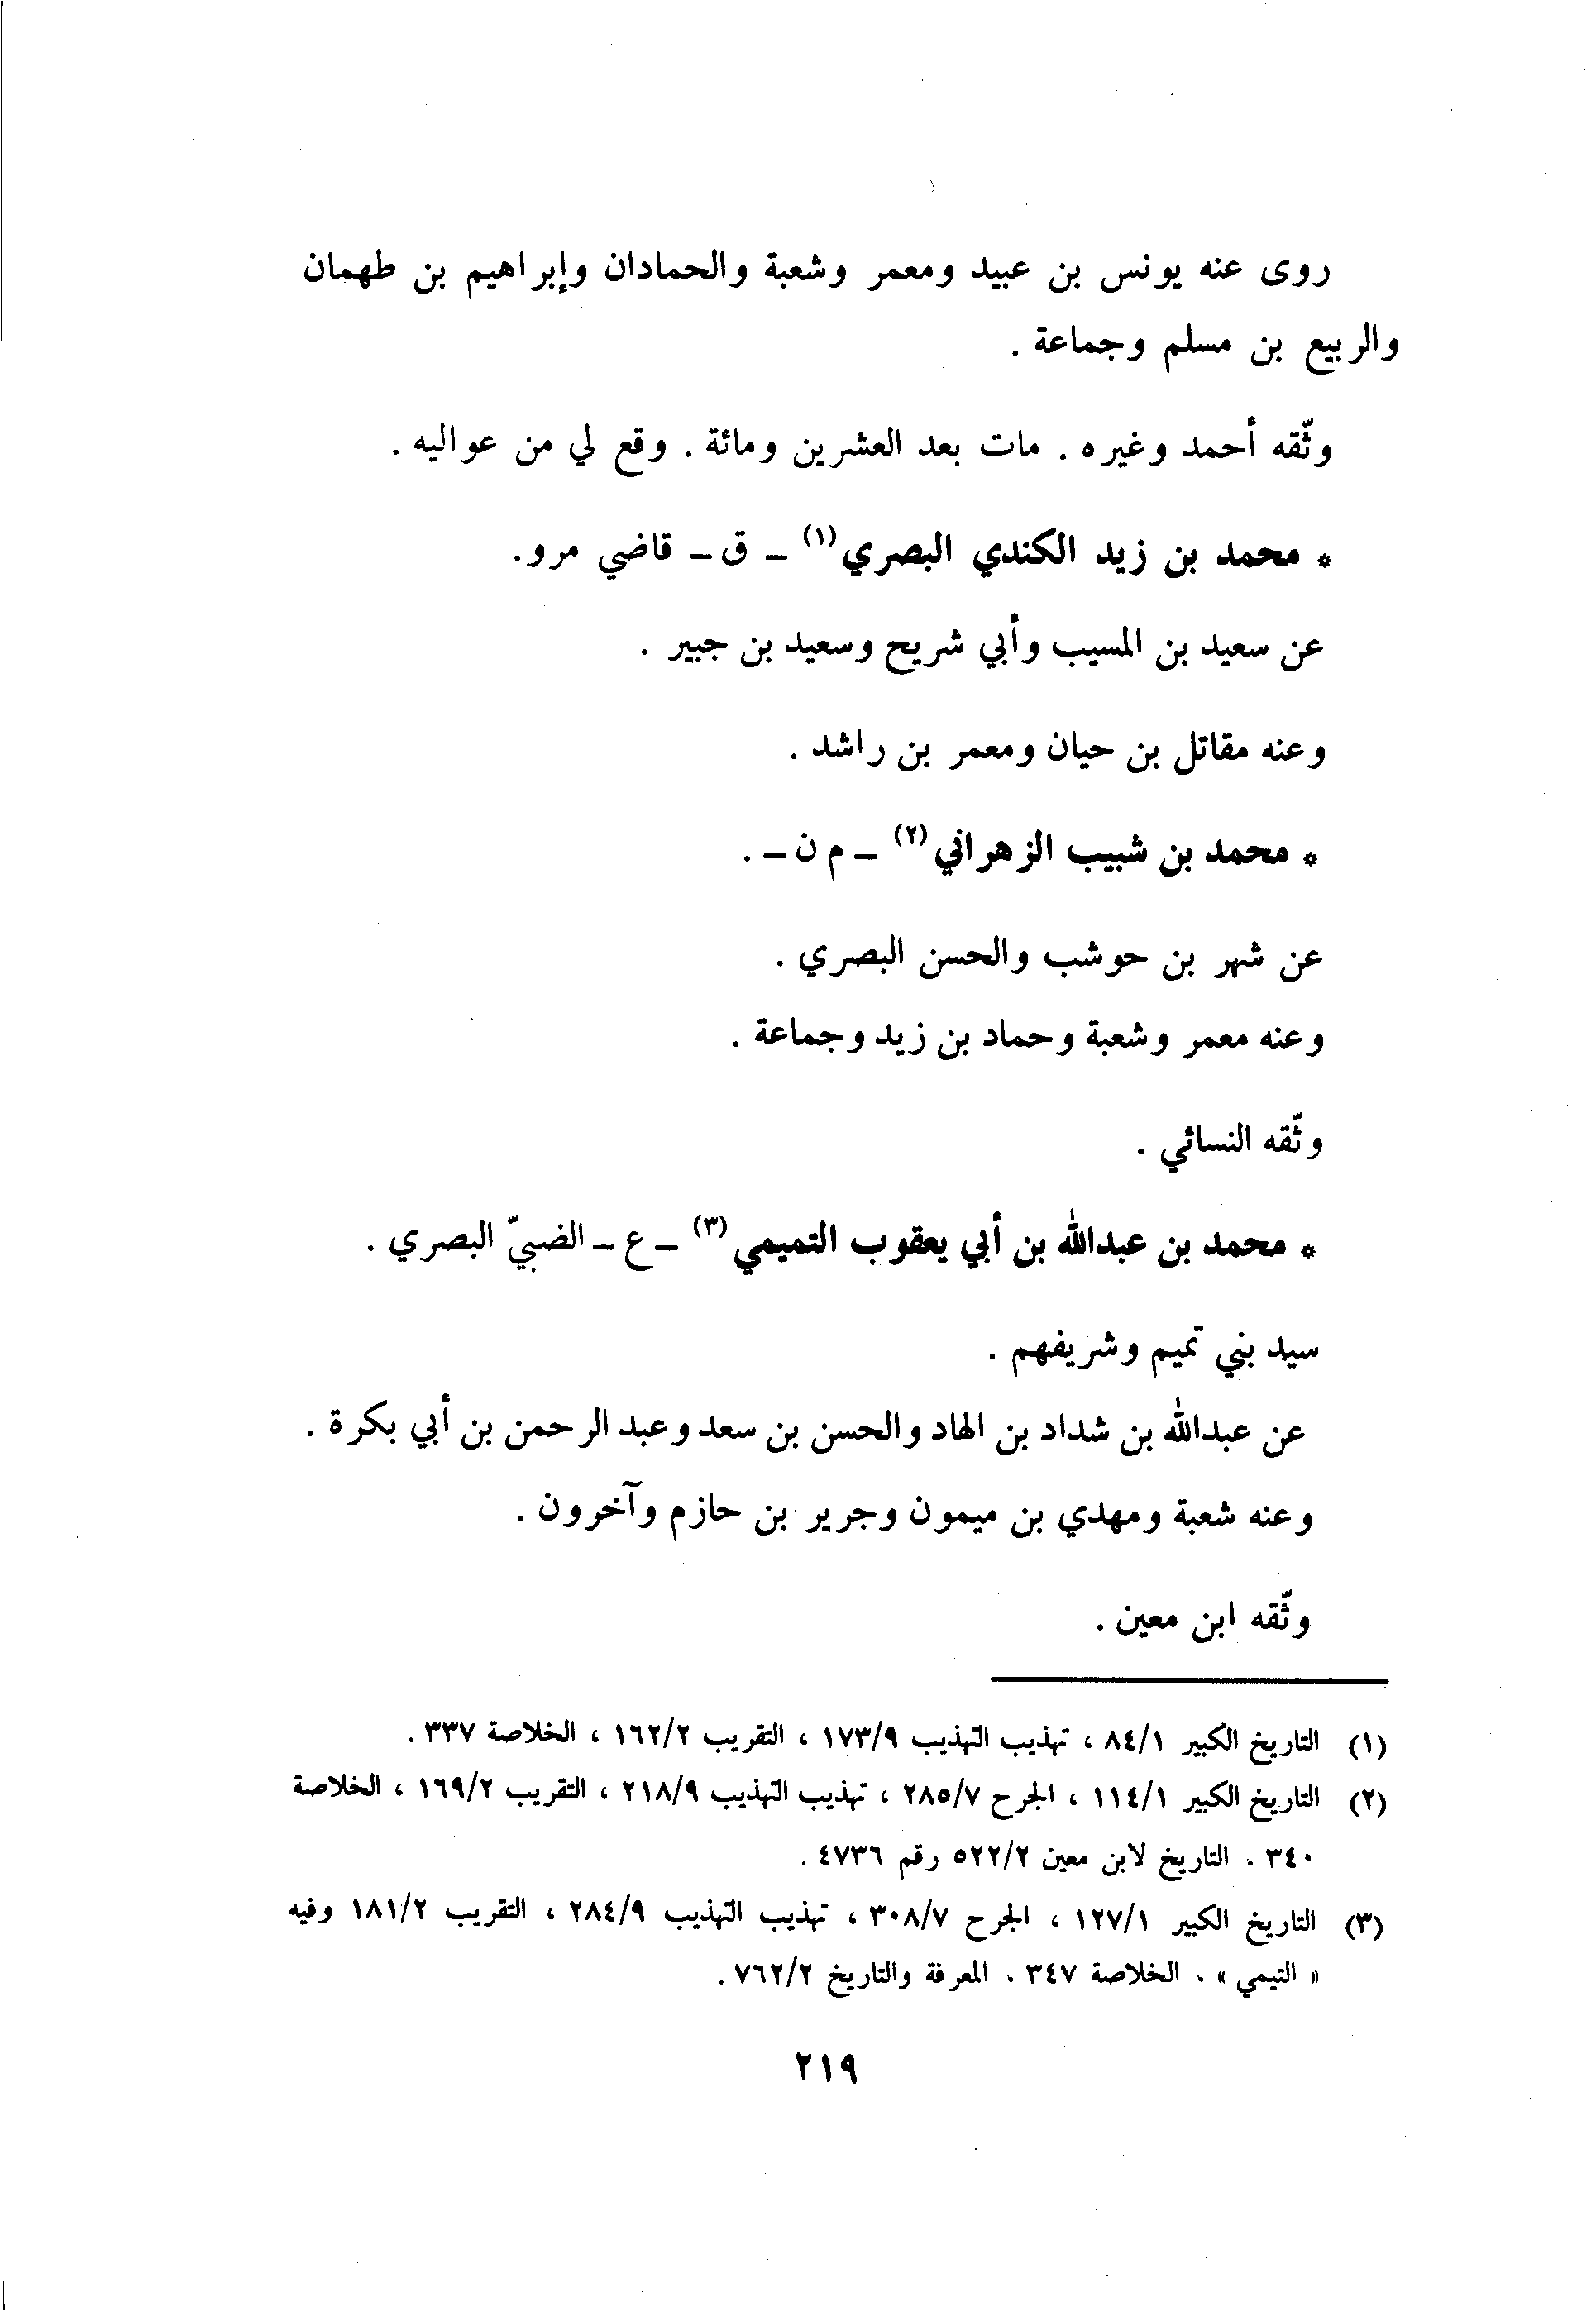 روى عنه يونس بن عبيد ومعمر وشعبة والحمادان وإبراهيم بن طهمان
والربيع بن مسلم وجماعة .
وثّقه أحمد وغيره . مات بعد العشرين ومائة . وقع لي من عواليه .
* محمد بن زيد الكندي البصري (١) ــ ق ــ قاضي مرو.
عن سعيد بن المسيب وأبي شريح وسعيد بن جبير .
وعنه مقاتل بن حيان ومعمر بن راشد .
* محمد بن شبيب الزهراني (٢) ــ م ن ــ .
عن شهر بن حوشب والحسن البصري .
وعنه معمر وشعبة وحماد بن زيد وجماعة .
وثّقه النسائي .
* محمد بن عبدالله بن أبي يعقوب التميمي (٣) ــ ع ــ الضبيّ البصري .
سيد بني تميم وشريفهم .
عن عبدالله بن شداد بن الهاد والحسن بن سعد وعبد الرحمن بن أبي بكرة .
وعنه شعبة ومهدي بن ميمون وجرير بن حازم وآخرون .
وثّقه ابن معين .
(١) التاريخ الكبير ٨٤/١ ، تهذيب التهذيب ١٧٣/٩ ، التقريب ١٦٢/٢ ، الخلاصة ٣٣٧ .
(٢) التاريخ الكبير ١١٤/١ ، الجرح ٢٨٥/٧ ، تهذيب التهذيب ٢١٨/٩ ، التقريب ١٦٩/٢ ، الخلاصة
٣٤٠ . التاريخ لابن معين ٥٢٢/٢ رقم ٤٧٣٦ .
(٣) التاريخ الكبير ١٢٧/١ ، الجرح ٣٠٨/٧ ، تهذيب التهذيب ٢٨٤/٩ ، التقريب ١٨١/٢ وفيه
« التيمي » . الخلاصة ٣٤٧ . المعرفة والتاريخ ٧٦٢/٢ .
٢١٩